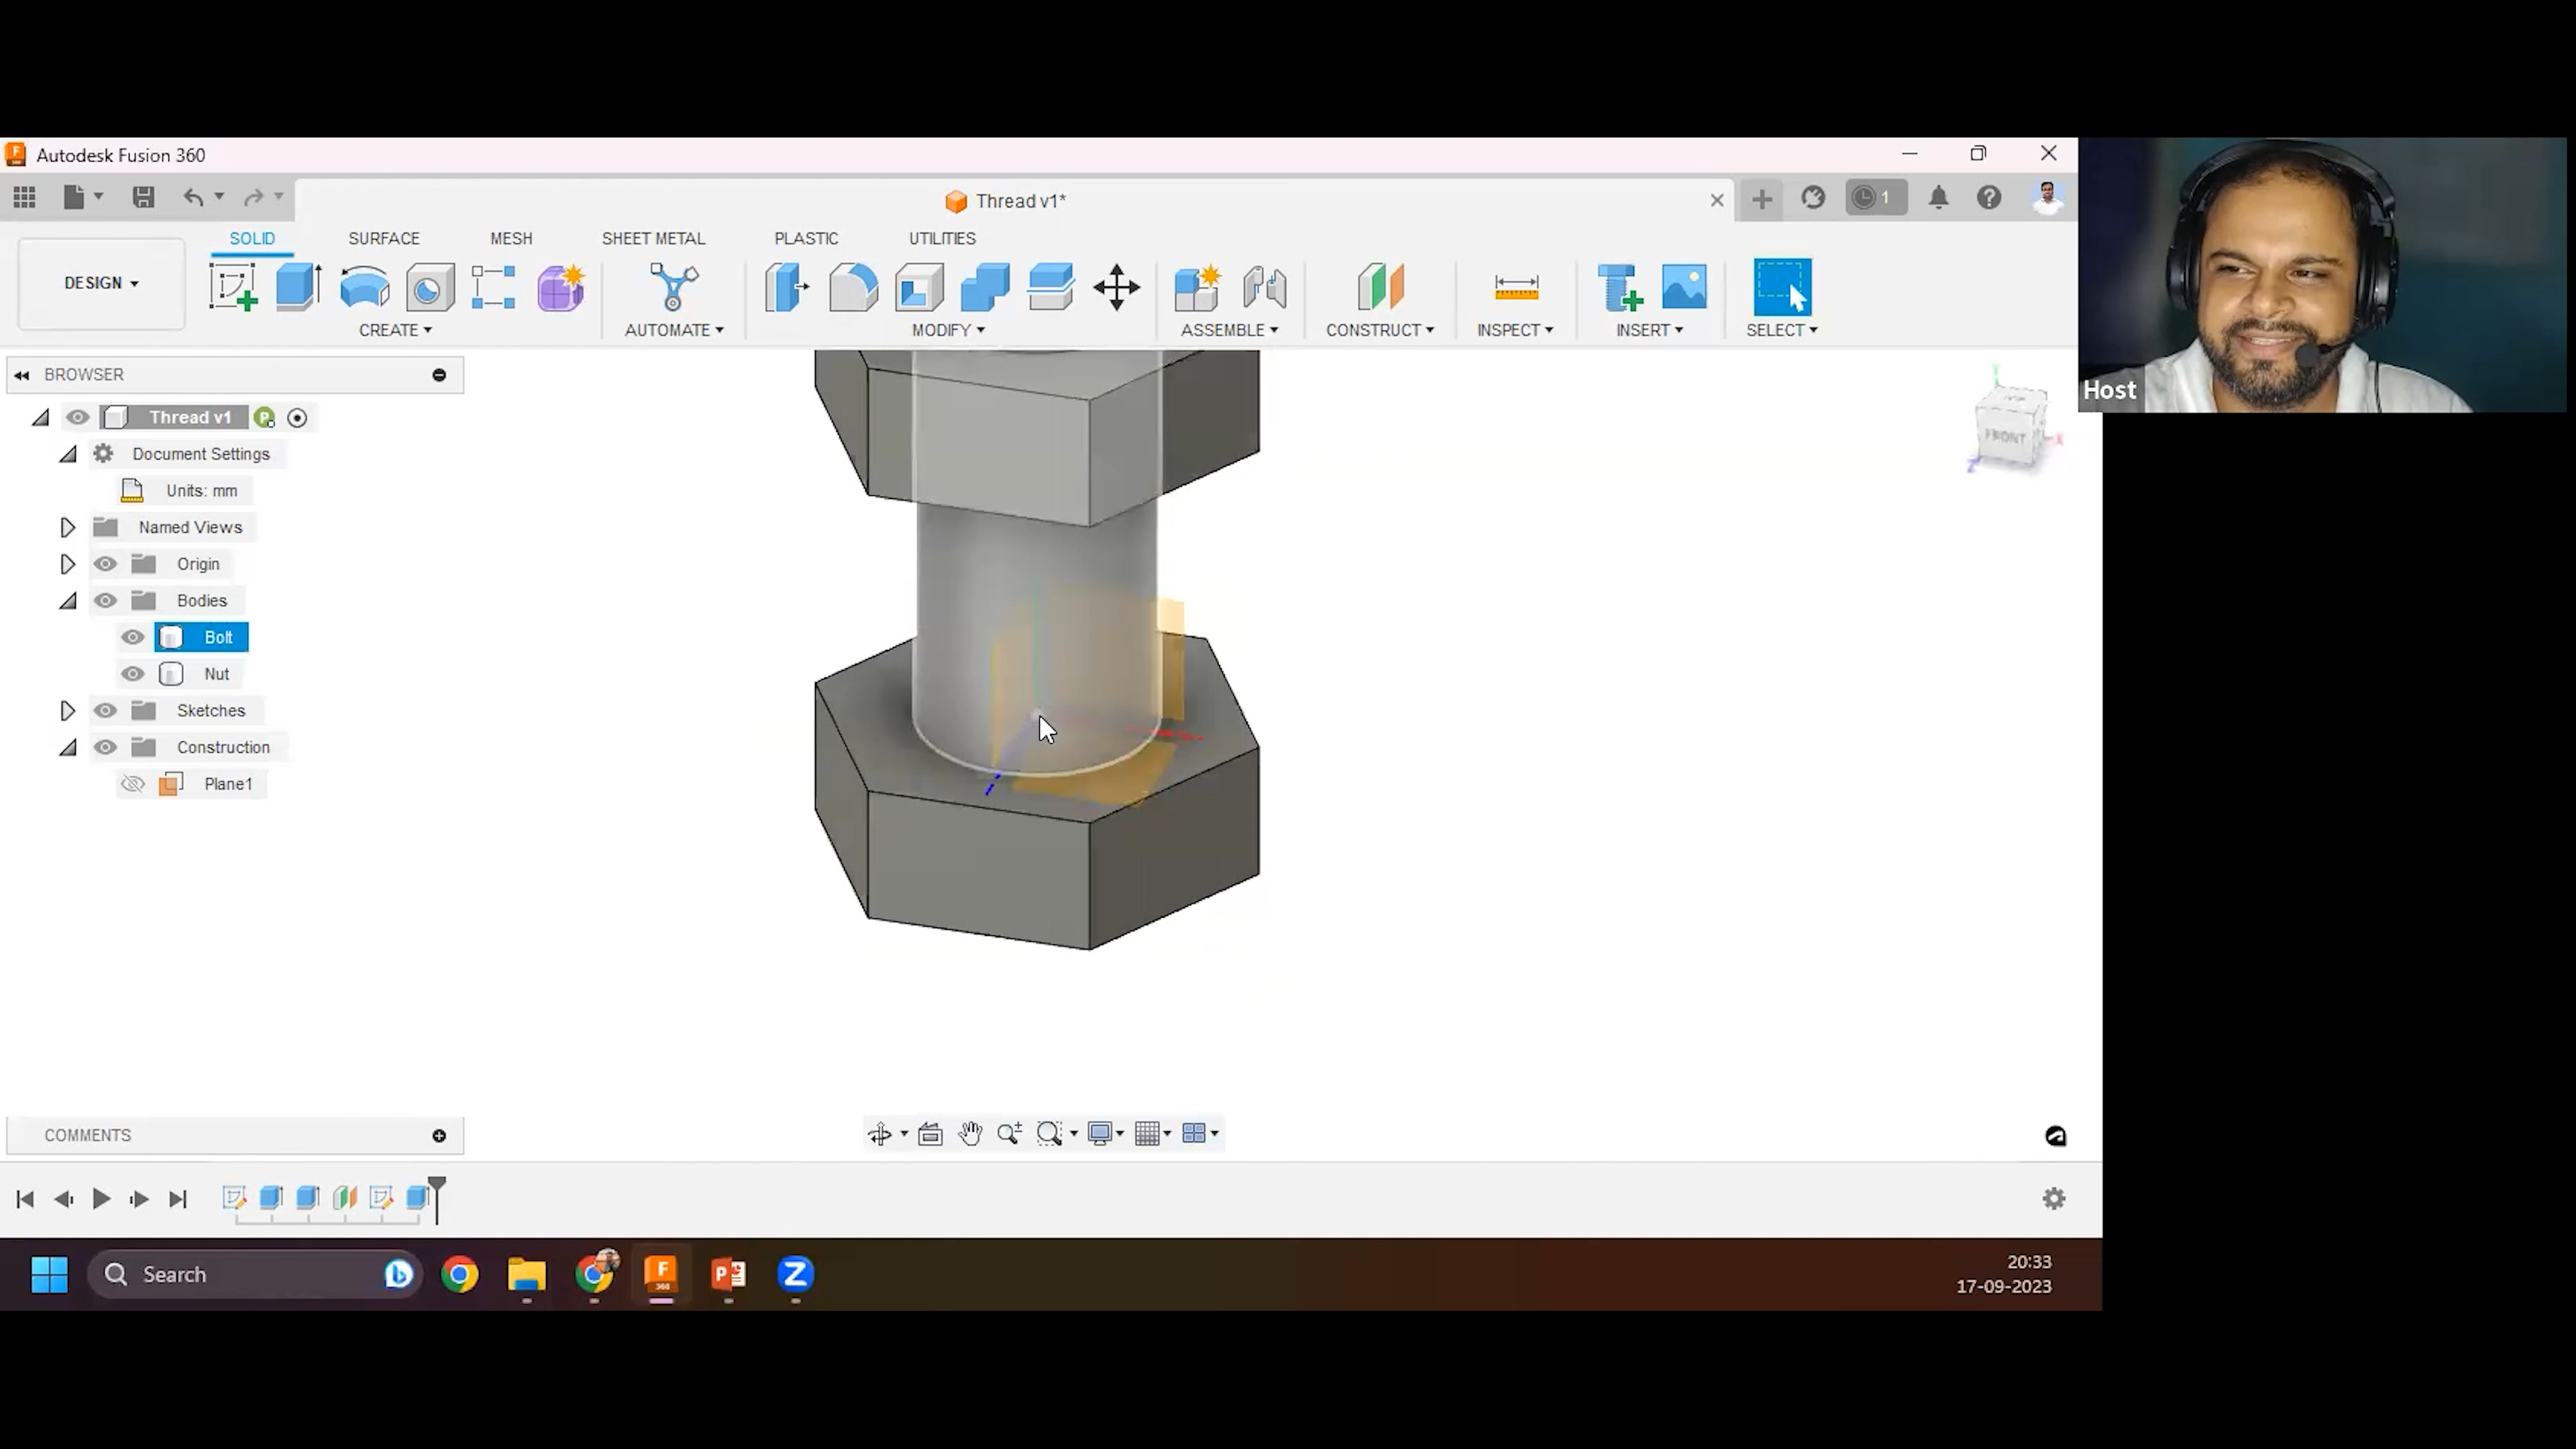 Autodesk Fusion 360
Thread v1*
1
DESIGN
SOLID SURFACE MESH SHEET METAL PLASTIC UTILITIES
CREATE AUTOMATE MODIFY ASSEMBLE CONSTRUCT INSPECT INSERT SELECT
Host
BROWSER
Thread v1
Document Settings
Units: mm
Named Views
Origin
Bodies
Bolt
Nut
Sketches
Construction
Plane1
FRONT
COMMENTS
Search
20:33
17-09-2023